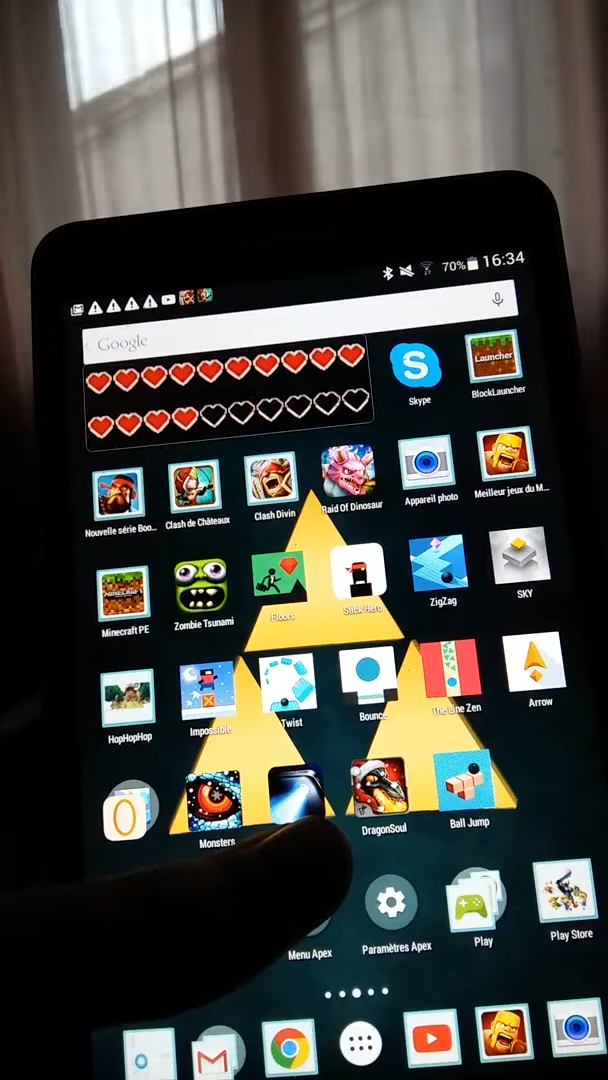 70% 16:34
Google
Skype
Launcher
BlockLauncher
Nouvelle série Boo...
Clash de Châteaux
Clash Divin
Raid Of Dinosaur
Appareil photo
Meilleur jeux du M...
MINECRAFT
Minecraft PE
Zombie Tsunami
Floors
Stick Hero
ZigZag
SKY
HopHopHop
Impossible
Twist
Bounce
The Line Zen
Arrow
Monsters
DragonSoul
Ball Jump
Menu Apex
Paramètres Apex
Play
Play Store